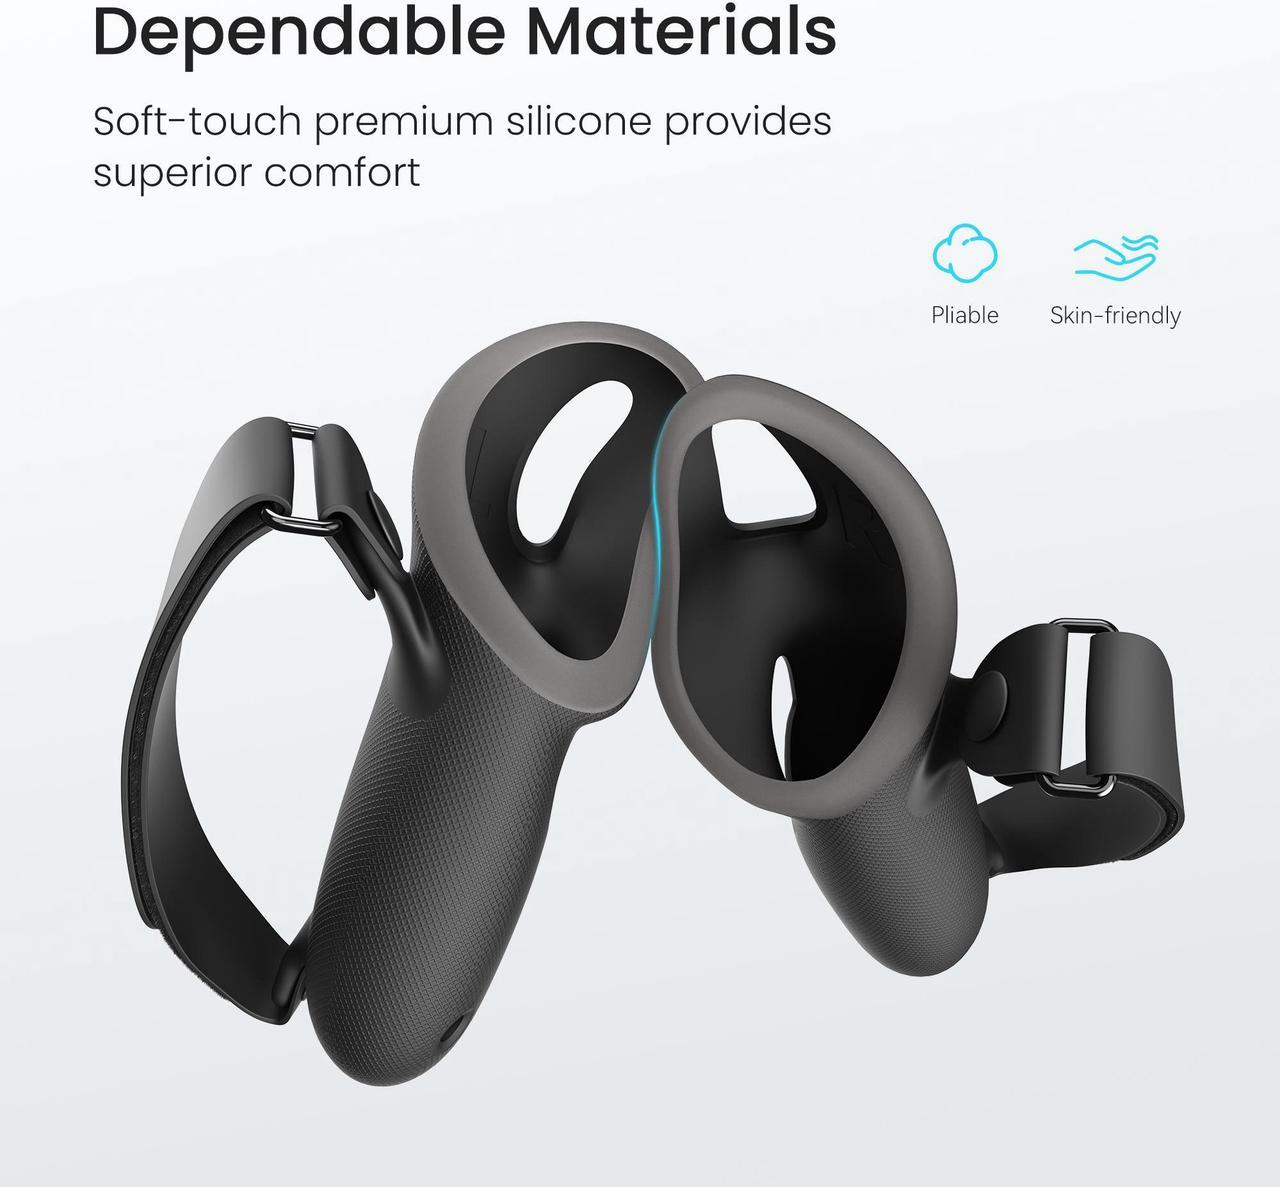 Dependable Materials
Soft-touch premium silicone provides
superior comfort
Pliable
Skin-friendly
L
R